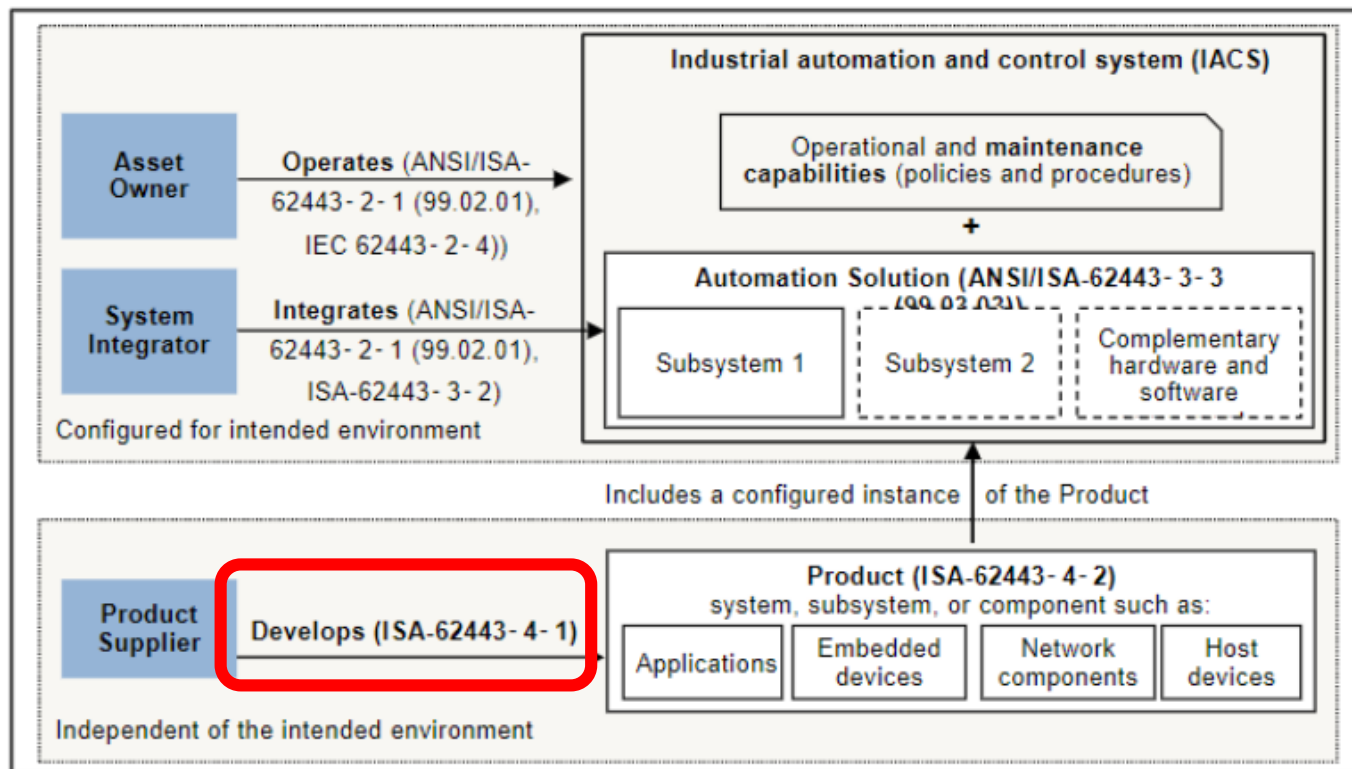 Industrial automation and control system (IACS)
Asset
Owner
Operates (ANSI/ISA-
62443-2-1 (99.02.01),
IEC 62443-2-4))
Operational and maintenance
capabilities (policies and procedures)
+
System
Integrator
Integrates (ANSI/ISA-
62443-2-1 (99.02.01),
ISA-62443-3-2)
Automation Solution (ANSI/ISA-62443-3-3
(99.03.03))
Subsystem 1
Subsystem 2
Complementary
hardware and
software
Configured for intended environment
Includes a configured instance of the Product
Product
Supplier
Develops (ISA-62443-4-1)
Product (ISA-62443-4-2)
system, subsystem, or component such as:
Applications
Embedded
devices
Network
components
Host
devices
Independent of the intended environment